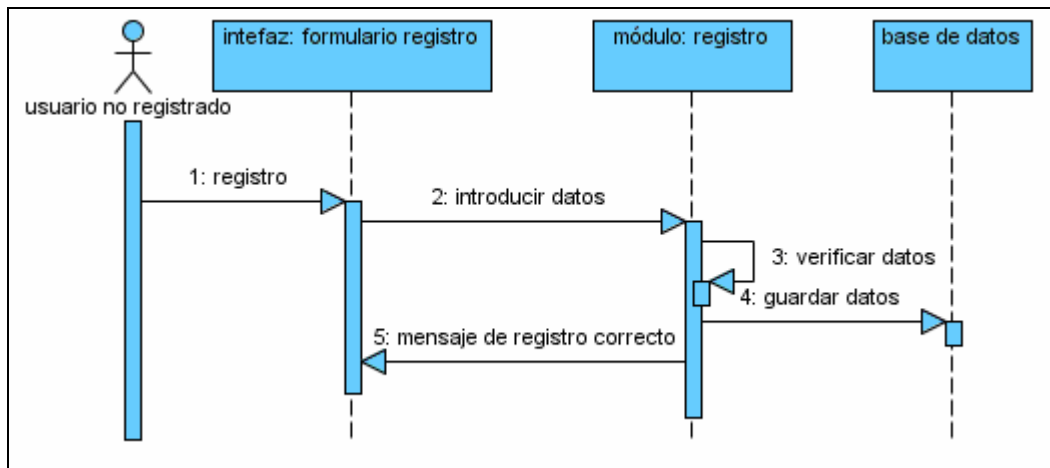 intefaz: formulario registro
módulo: registro
base de datos
usuario no registrado
1: registro
2: introducir datos
3: verificar datos
4: guardar datos
5: mensaje de registro correcto